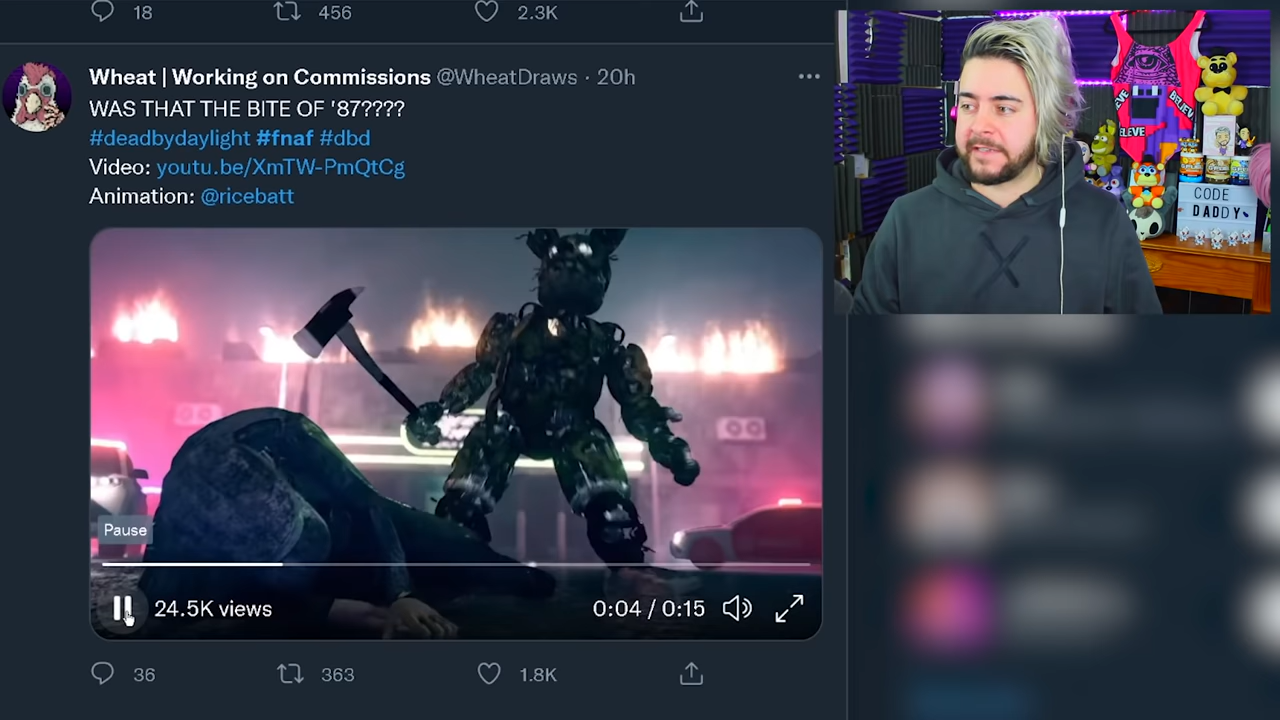 18
456
2.3K
Wheat | Working on Commissions @WheatDraws · 20h
WAS THAT THE BITE OF '87????
#deadbydaylight #fnaf #dbd
Video: youtu.be/XmTW-PmQtCg
Animation: @ricebatt
Pause
24.5K views
0:04 / 0:15
36
363
1.8K
BELIEVE
ELEVE
CODE
DADDY